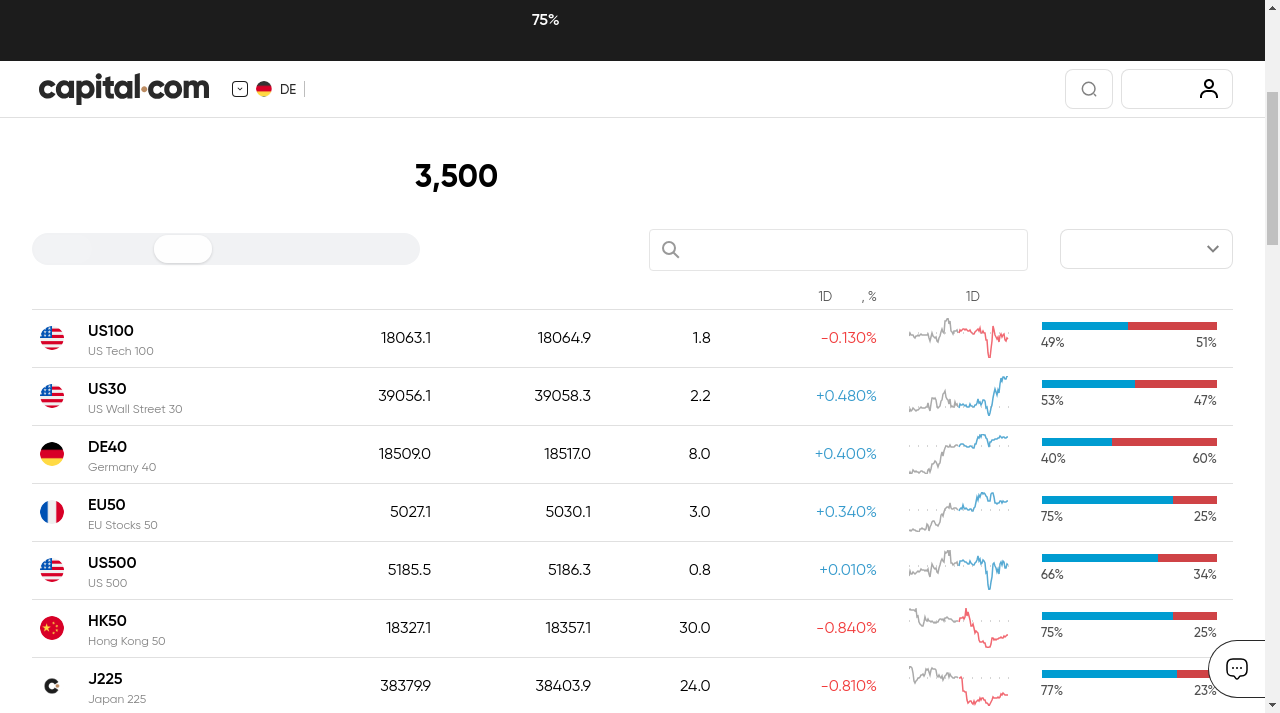 75%
capital.com
DE
3,500
1D , % 1D
US100 18063.1 18064.9 1.8 -0.130%
US Tech 100 49% 51%
US30 39056.1 39058.3 2.2 +0.480%
US Wall Street 30 53% 47%
DE40 18509.0 18517.0 8.0 +0.400%
Germany 40 40% 60%
EU50 5027.1 5030.1 3.0 +0.340%
EU Stocks 50 75% 25%
US500 5185.5 5186.3 0.8 +0.010%
US 500 66% 34%
HK50 18327.1 18357.1 30.0 -0.840%
Hong Kong 50 75% 25%
J225 38379.9 38403.9 24.0 -0.810%
Japan 225 77% 23%